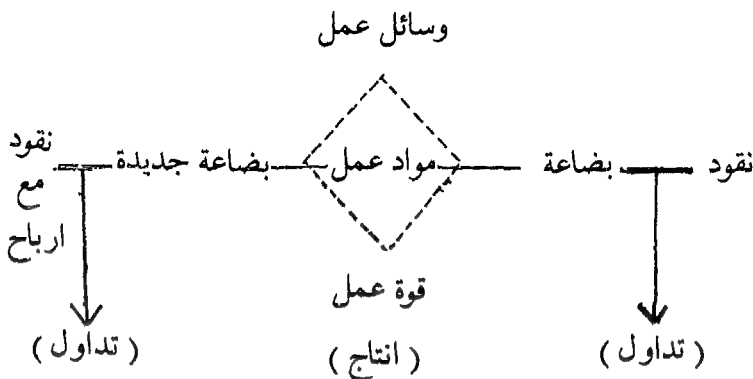 وسائل عمل
نقود بضاعة مواد عمل بضاعة جديدة نقود
مع
ارباح
قوة عمل
( تداول ) ( انتاج ) ( تداول )